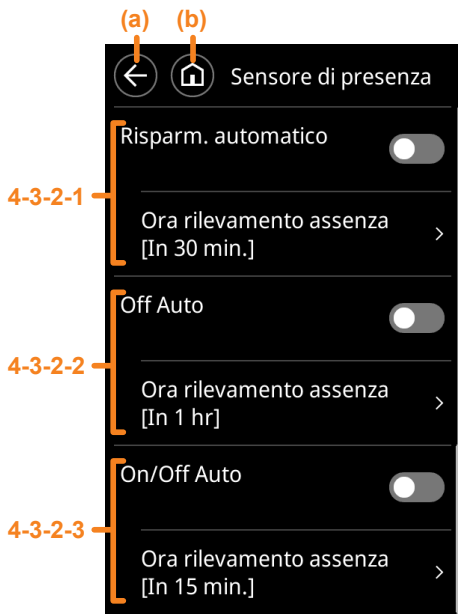 (a) (b)
Sensore di presenza
Risparm. automatico
4-3-2-1
Ora rilevamento assenza
[In 30 min.]
Off Auto
4-3-2-2
Ora rilevamento assenza
[In 1 hr]
On/Off Auto
4-3-2-3
Ora rilevamento assenza
[In 15 min.]